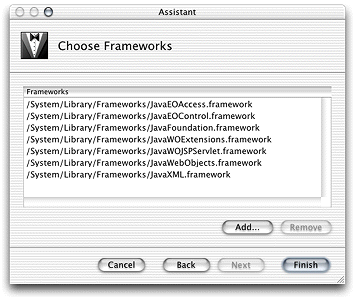 Assistant
Choose Frameworks
Frameworks
/System/Library/Frameworks/JavaEOAccess.framework
/System/Library/Frameworks/JavaEOControl.framework
/System/Library/Frameworks/JavaFoundation.framework
/System/Library/Frameworks/JavaWOExtensions.framework
/System/Library/Frameworks/JavaWOJSPServlet.framework
/System/Library/Frameworks/JavaWebObjects.framework
/System/Library/Frameworks/JavaXML.framework
Add... Remove
Cancel Back Next Finish